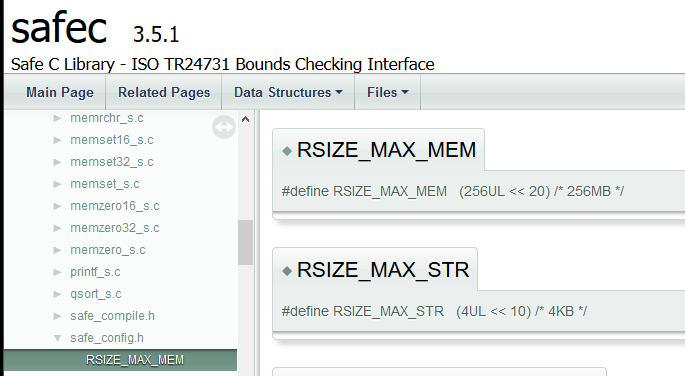 safec 3.5.1
Safe C Library - ISO TR24731 Bounds Checking Interface
Main Page Related Pages Data Structures Files
memrchr_s.c
memset16_s.c
memset32_s.c
memset_s.c
memzero16_s.c
memzero32_s.c
memzero_s.c
printf_s.c
qsort_s.c
safe_compile.h
safe_config.h
RSIZE_MAX_MEM
RSIZE_MAX_MEM
#define RSIZE_MAX_MEM (256UL << 20) /* 256MB */
RSIZE_MAX_STR
#define RSIZE_MAX_STR (4UL << 10) /* 4KB */